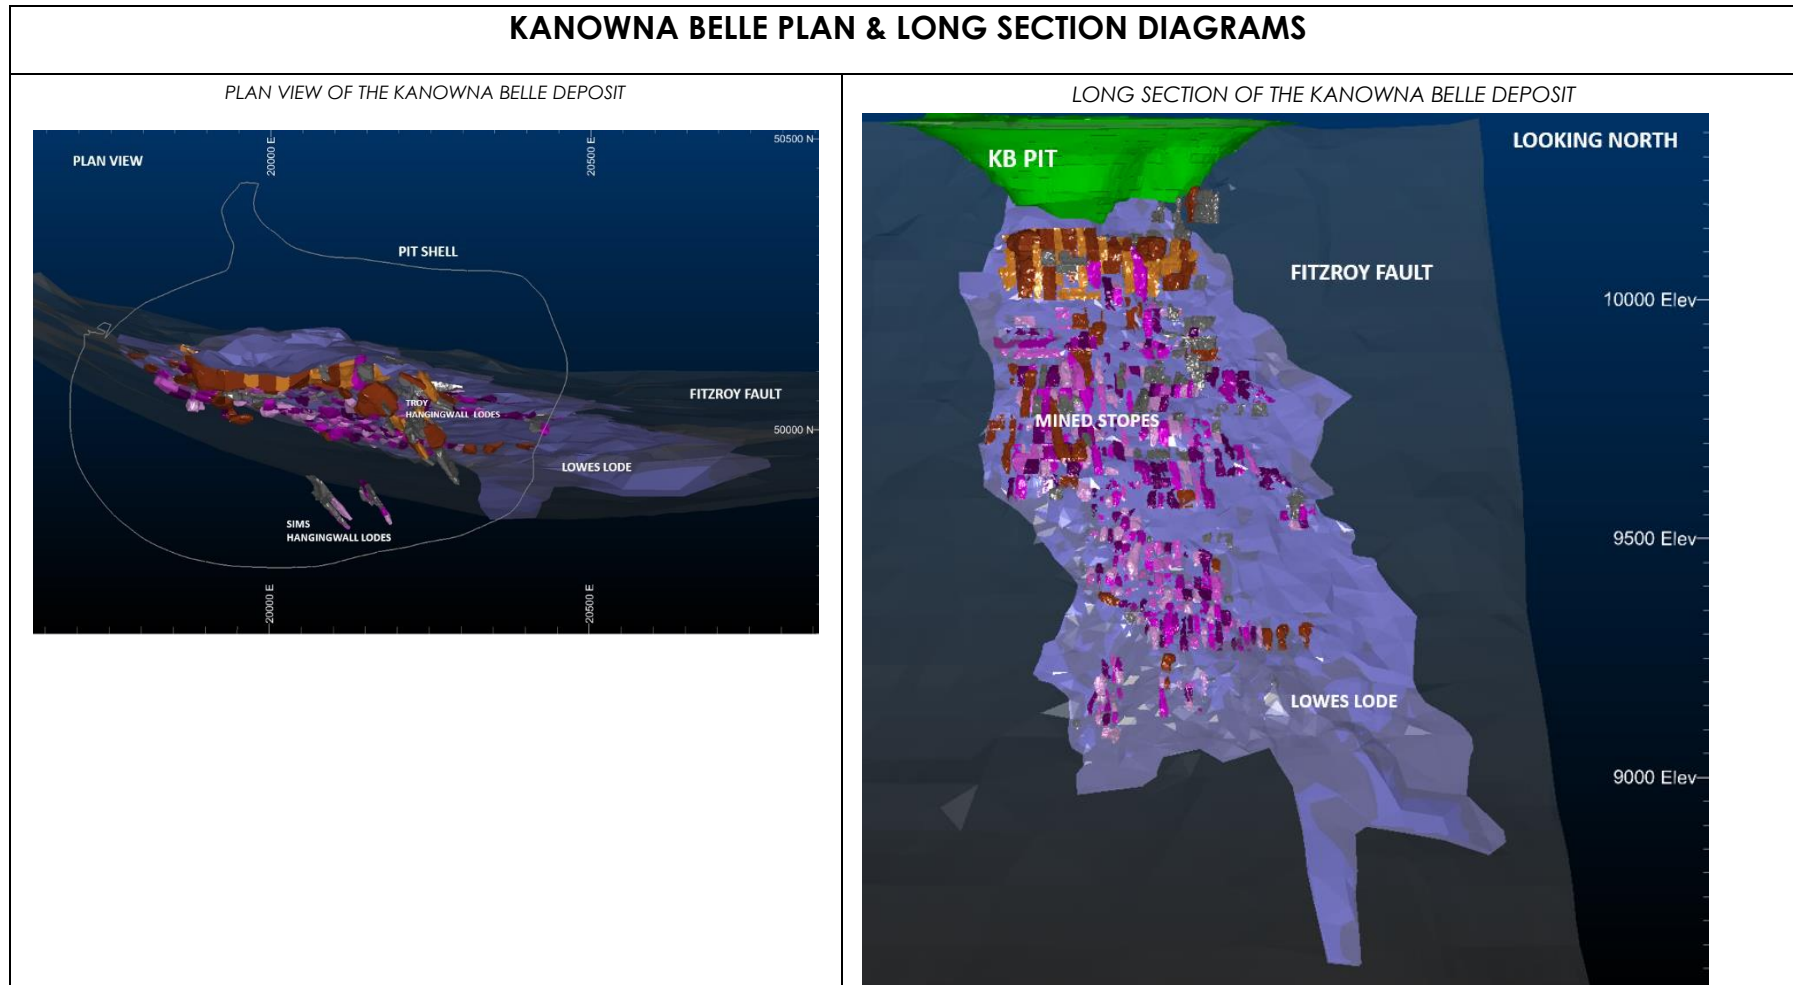 KANOWNA BELLE PLAN & LONG SECTION DIAGRAMS
PLAN VIEW OF THE KANOWNA BELLE DEPOSIT
PLAN VIEW
20000 E
20500 E
50500 N
PIT SHELL
FITZROY FAULT
TROY
HANGINGWALL LODES
50000 N
LOWES LODE
SIMS
HANGINGWALL LODES
20000 E
20500 E
LONG SECTION OF THE KANOWNA BELLE DEPOSIT
LOOKING NORTH
KB PIT
FITZROY FAULT
10000 Elev
MINED STOPES
9500 Elev
LOWES LODE
9000 Elev